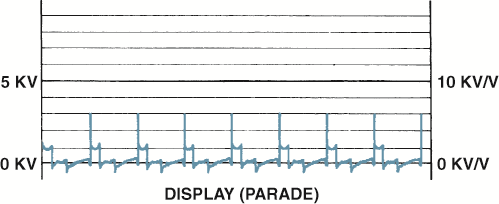 5 KV
10 KV/V
0 KV
0 KV/V
DISPLAY (PARADE)